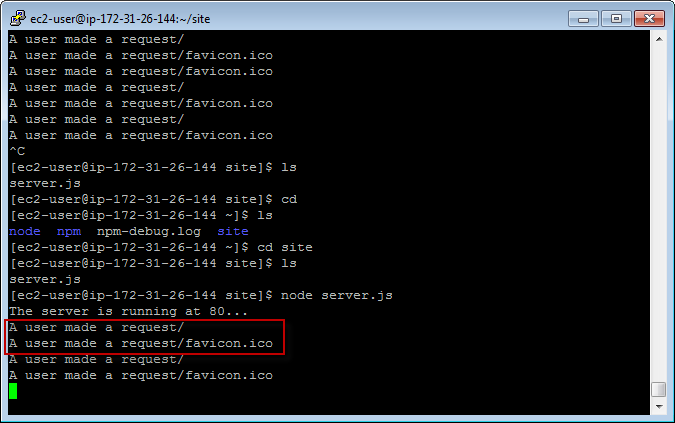 ec2-user@ip-172-31-26-144:~/site
A user made a request/
A user made a request/favicon.ico
A user made a request/favicon.ico
A user made a request/
A user made a request/favicon.ico
A user made a request/
A user made a request/favicon.ico
^C
[ec2-user@ip-172-31-26-144 site]$ ls
server.js
[ec2-user@ip-172-31-26-144 site]$ cd
[ec2-user@ip-172-31-26-144 ~]$ ls
node  npm  npm-debug.log  site
[ec2-user@ip-172-31-26-144 ~]$ cd site
[ec2-user@ip-172-31-26-144 site]$ ls
server.js
[ec2-user@ip-172-31-26-144 site]$ node server.js
The server is running at 80...
A user made a request/
A user made a request/favicon.ico
A user made a request/
A user made a request/favicon.ico